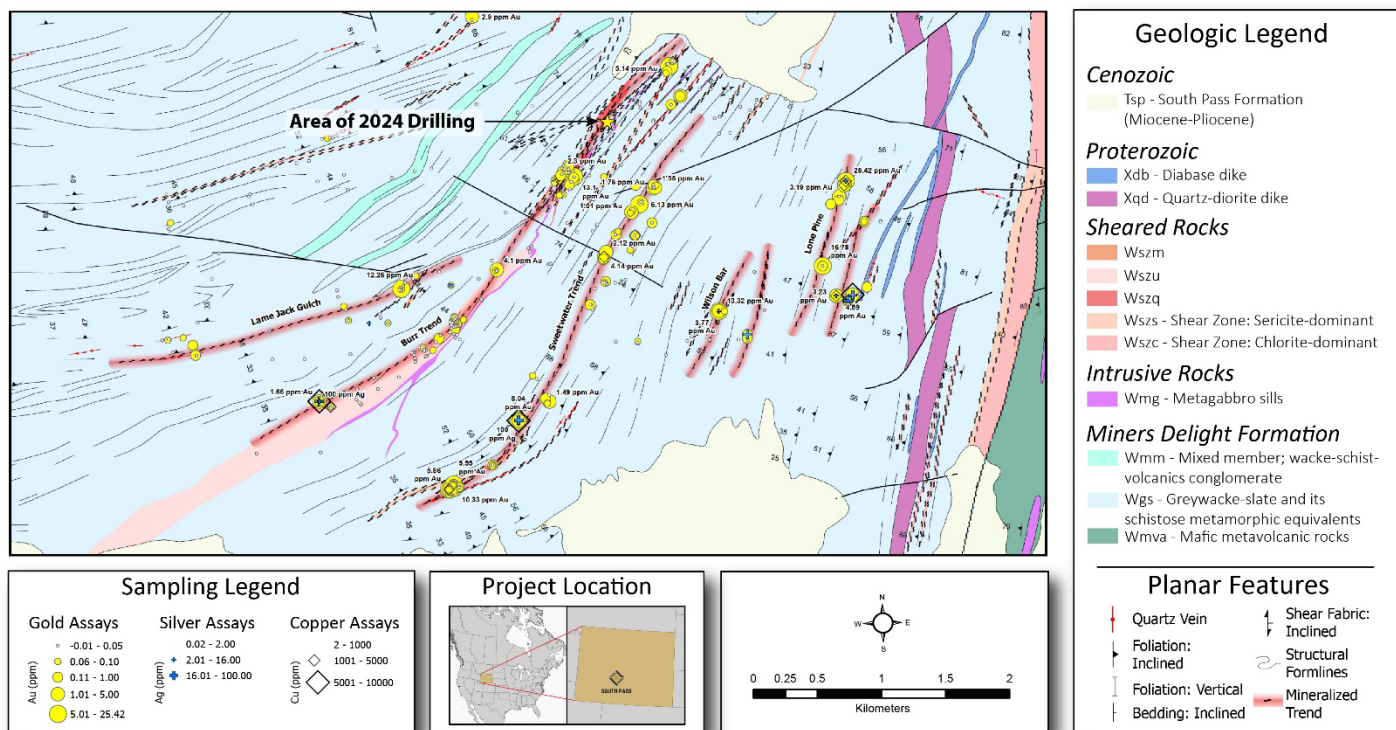 2.9 ppm Au
5.14 ppm Au
Area of 2024 Drilling
2.3 ppm Au
13.1
ppm Au
1.76 ppm Au
1.01 ppm Au
6.13 ppm Au
2.12 ppm Au
4.14 ppm Au
4.1 ppm Au
12.26 ppm Au
Lame Jack Gulch
Burr Trend
Sweetwater Trend
Wilson Bar
Lone Pine
25.42 ppm Au
3.19 ppm Au
16.78
ppm Au
3.23
ppm Au
4.89
ppm Au
13.32 ppm Au
3.77
ppm Au
1.66 ppm Au
100 ppm Ag
8.04
ppm Au
100
ppm Ag
1.49 ppm Au
5.86
ppm Au
5.55
ppm Au
10.33 ppm Au
Geologic Legend
Cenozoic
Tsp - South Pass Formation
(Miocene-Pliocene)
Proterozoic
Xdb - Diabase dike
Xqd - Quartz-diorite dike
Sheared Rocks
Wszm
Wszu
Wszq
Wszs - Shear Zone: Sericite-dominant
Wszc - Shear Zone: Chlorite-dominant
Intrusive Rocks
Wmg - Metagabbro sills
Miners Delight Formation
Wmm - Mixed member; wacke-schist-
volcanics conglomerate
Wgs - Greywacke-slate and its
schistose metamorphic equivalents
Wmva - Mafic metavolcanic rocks
Planar Features
Quartz Vein
Foliation:
Inclined
Foliation: Vertical
Bedding: Inclined
Shear Fabric:
Inclined
Structural
Formlines
Mineralized
Trend
Sampling Legend
Gold Assays
Au (ppm)
-0.01 - 0.05
0.06 - 0.10
0.11 - 1.00
1.01 - 5.00
5.01 - 25.42
Silver Assays
Ag (ppm)
0.02 - 2.00
2.01 - 16.00
16.01 - 100.00
Copper Assays
Cu (ppm)
2 - 1000
1001 - 5000
5001 - 10000
Project Location
SOUTH PASS
N
W E
S
0 0.25 0.5 1 1.5 2
Kilometers